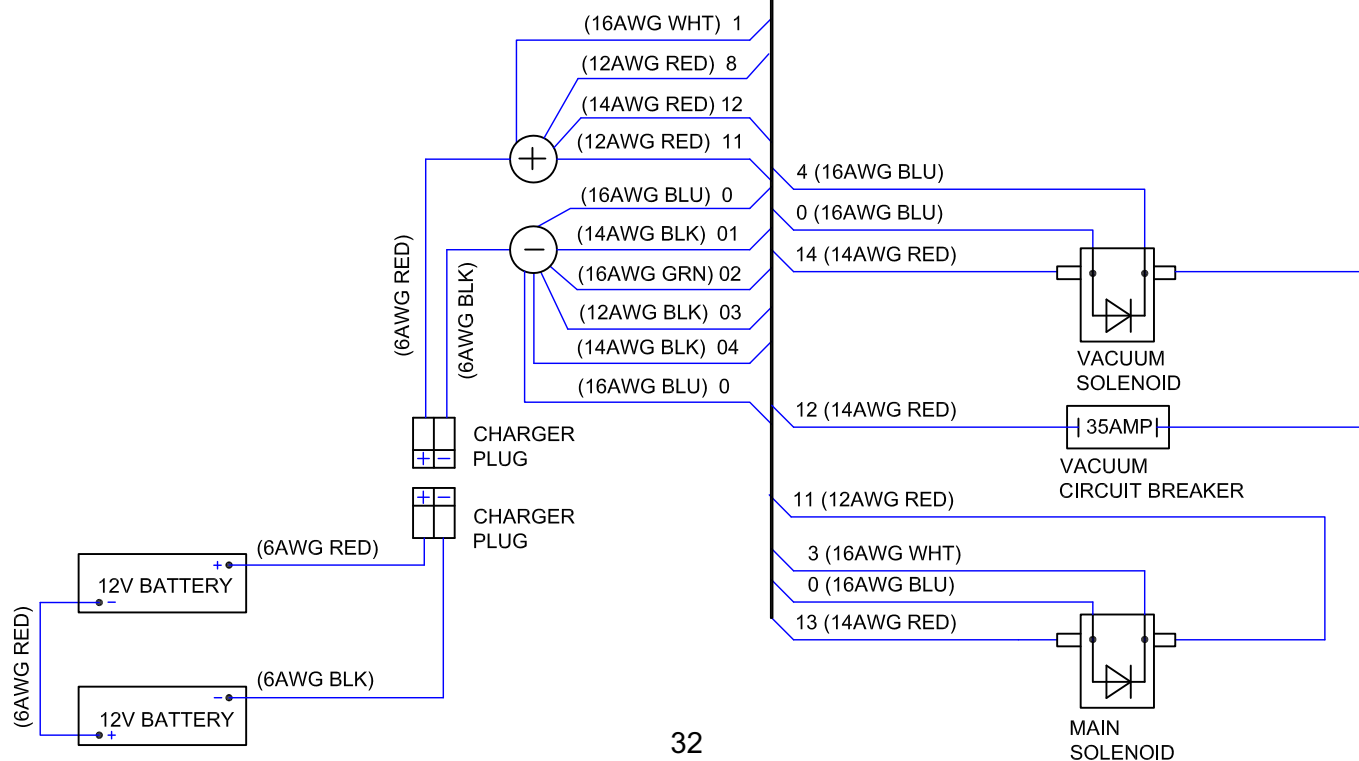 (16AWG WHT) 1
(12AWG RED) 8
(14AWG RED) 12
(12AWG RED) 11
+
(16AWG BLU) 0
(14AWG BLK) 01
−
(16AWG GRN) 02
(12AWG BLK) 03
(14AWG BLK) 04
(16AWG BLU) 0
(6AWG RED)
(6AWG BLK)
4 (16AWG BLU)
0 (16AWG BLU)
14 (14AWG RED)
VACUUM
SOLENOID
12 (14AWG RED)
35AMP
VACUUM
CIRCUIT BREAKER
+ −
CHARGER
PLUG
+ −
CHARGER
PLUG
11 (12AWG RED)
3 (16AWG WHT)
0 (16AWG BLU)
13 (14AWG RED)
MAIN
SOLENOID
(6AWG RED)
+
12V BATTERY
−
(6AWG RED)
(6AWG BLK)
−
12V BATTERY
+
32